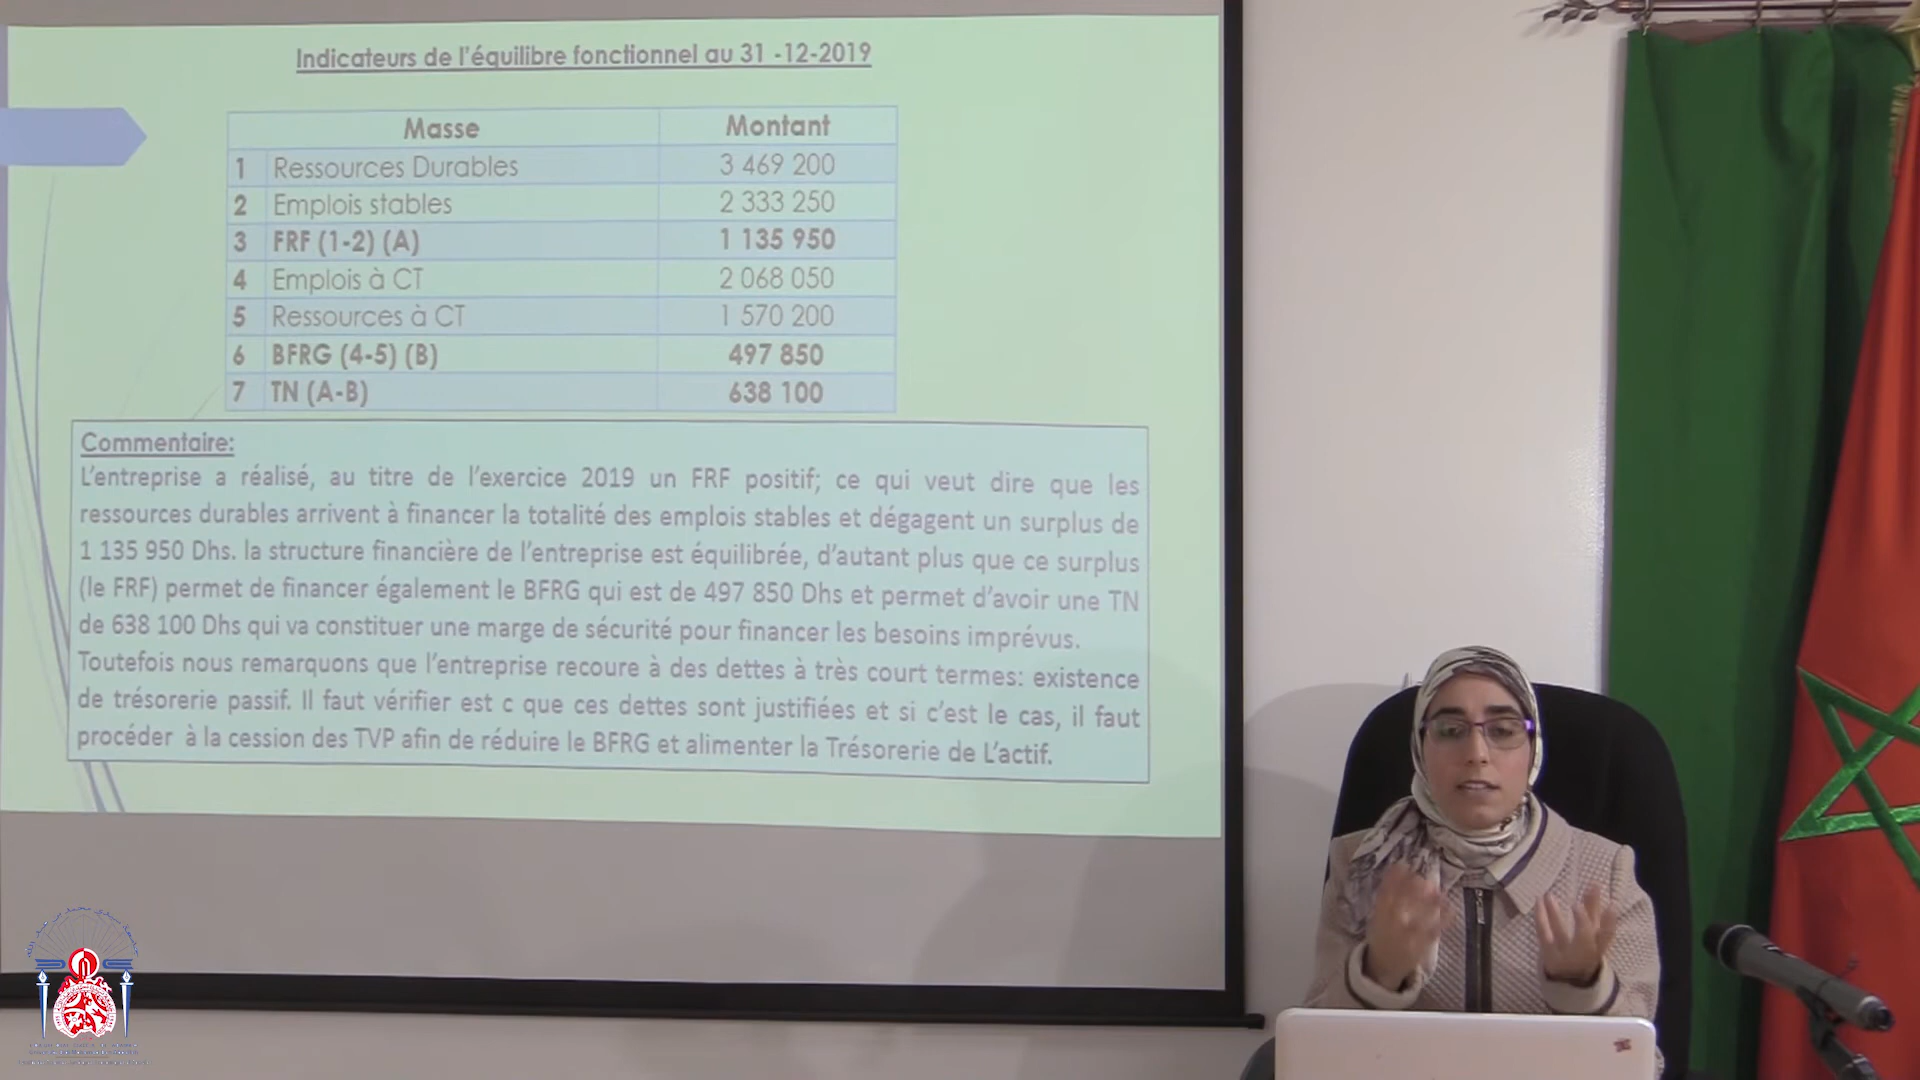 Indicateurs de l'équilibre fonctionnel au 31 -12-2019
Masse Montant
1 Ressources Durables 3 469 200
2 Emplois stables 2 333 250
3 FRF (1-2) (A) 1 135 950
4 Emplois à CT 2 068 050
5 Ressources à CT 1 570 200
6 BFRG (4-5) (B) 497 850
7 TN (A-B) 638 100
Commentaire:
L'entreprise a réalisé, au titre de l'exercice 2019 un FRF positif; ce qui veut dire que les
ressources durables arrivent à financer la totalité des emplois stables et dégagent un surplus de
1 135 950 Dhs. la structure financière de l'entreprise est équilibrée, d'autant plus que ce surplus
(le FRF) permet de financer également le BFRG qui est de 497 850 Dhs et permet d'avoir une TN
de 638 100 Dhs qui va constituer une marge de sécurité pour financer les besoins imprévus.
Toutefois nous remarquons que l'entreprise recoure à des dettes à très court termes: existence
de trésorerie passif. Il faut vérifier est c que ces dettes sont justifiées et si c'est le cas, il faut
procéder à la cession des TVP afin de réduire le BFRG et alimenter la Trésorerie de L'actif.